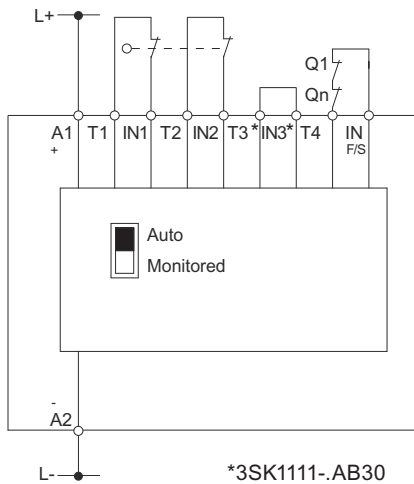 L+
Q1
Qn
A1 T1 IN1 T2 IN2 T3 *IN3* T4 IN
+ F/S
Auto
Monitored
-
A2
L-
*3SK1111-.AB30